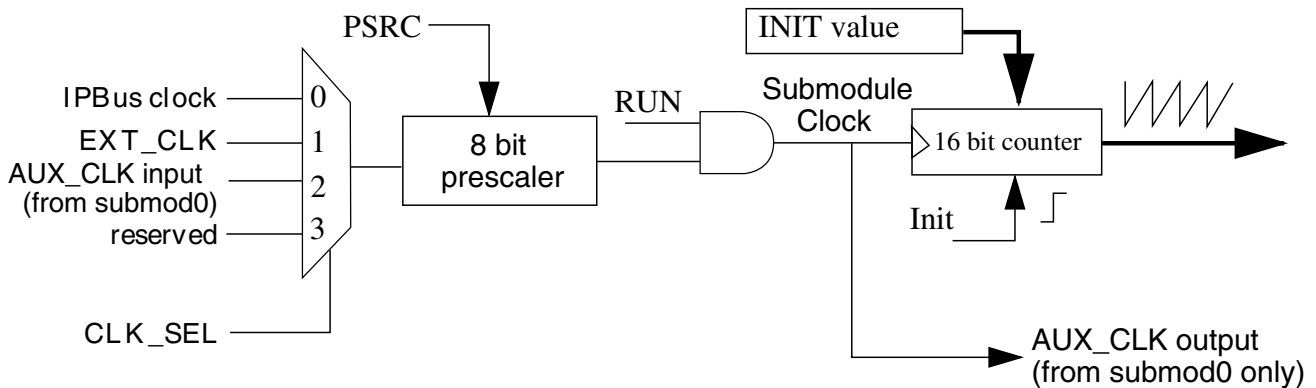 PSRC
INIT value
IPBus clock
0
EXT_CLK
1
AUX_CLK input
(from submod0)
2
reserved
3
CLK_SEL
8 bit
prescaler
RUN
Submodule
Clock
16 bit counter
Init
AUX_CLK output
(from submod0 only)